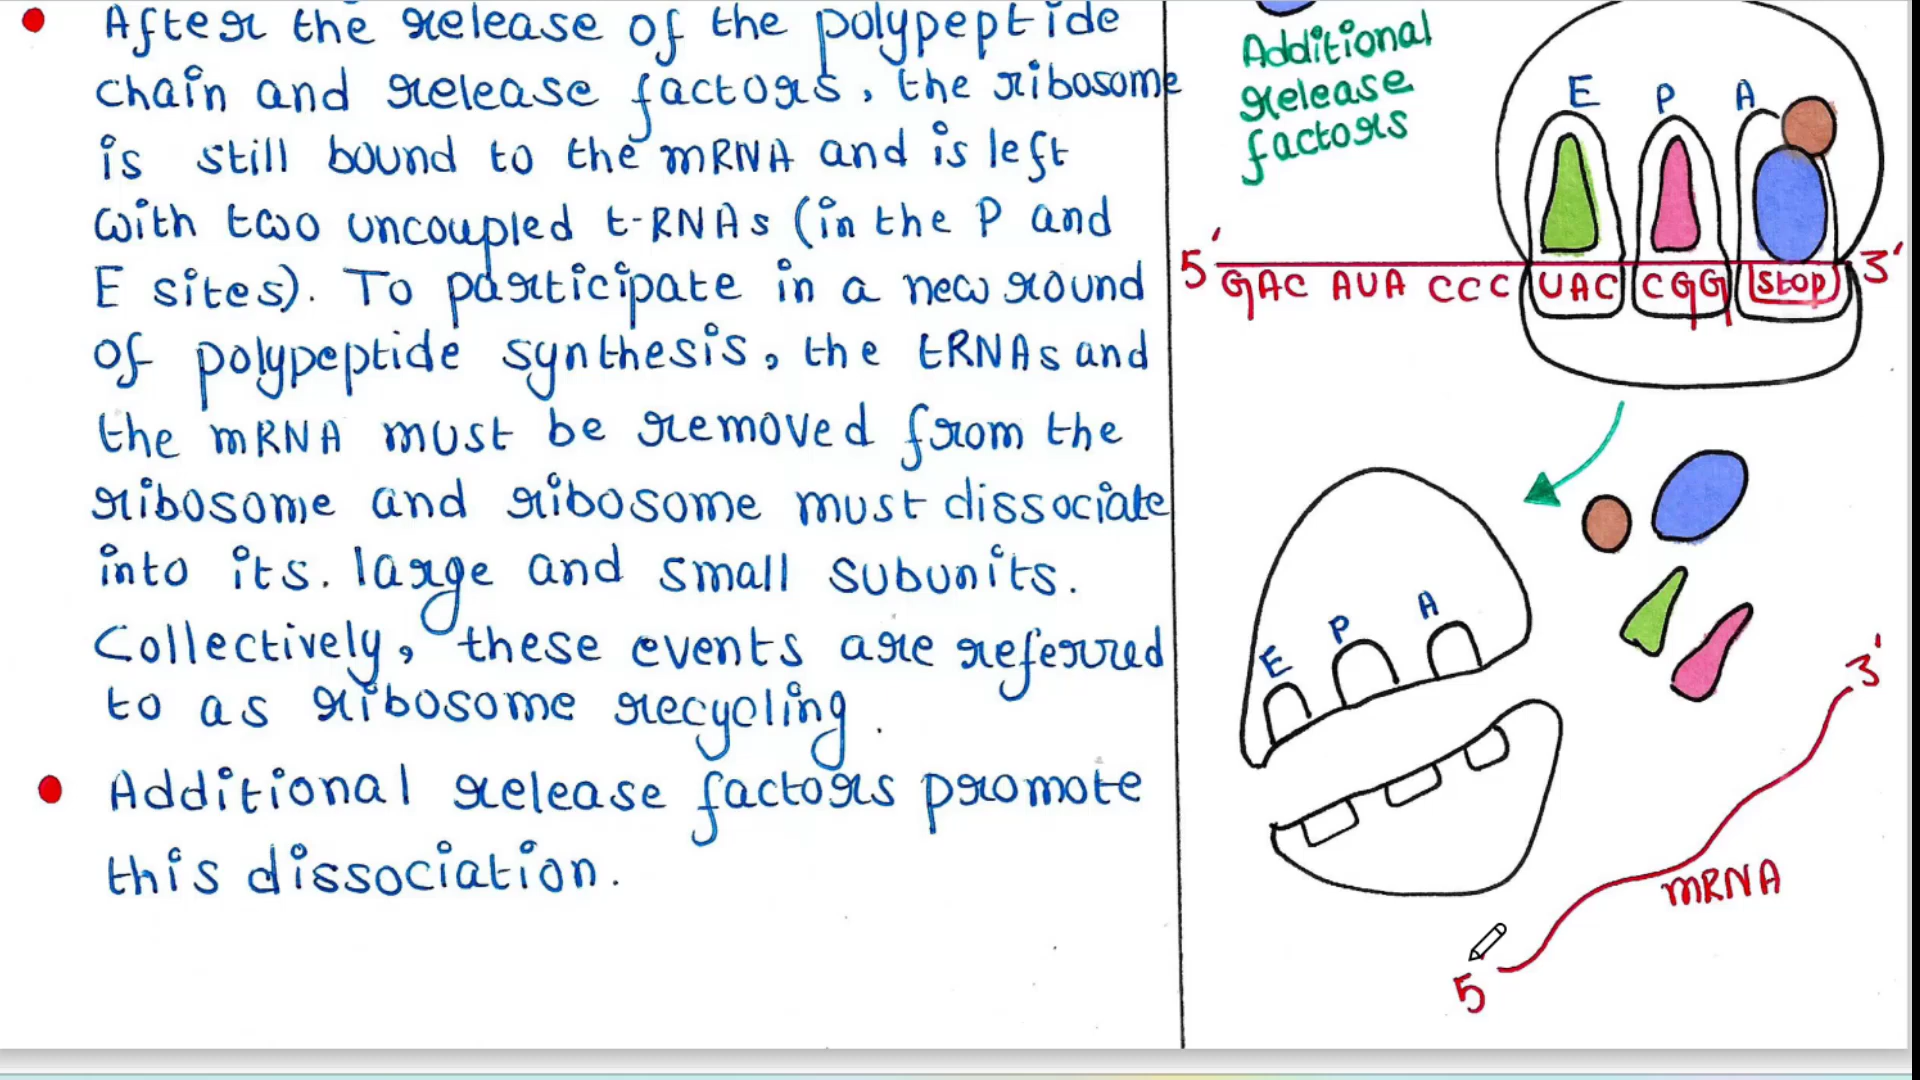 After the release of the polypeptide
chain and release factors, the ribosome
is still bound to the mRNA and is left
with two uncoupled t-RNAs (in the P and
E sites). To participate in a new round
of polypeptide synthesis, the tRNAs and
the mRNA must be removed from the
ribosome and ribosome must dissociate
into its. large and small subunits.
Collectively, these events are referred
to as ribosome recycling.
Additional release factors promote
this dissociation.
Additional
release
factors
E P A
5' GAC AUA CCC UAC CGG Stop 3'
E P A
3'
mRNA
5